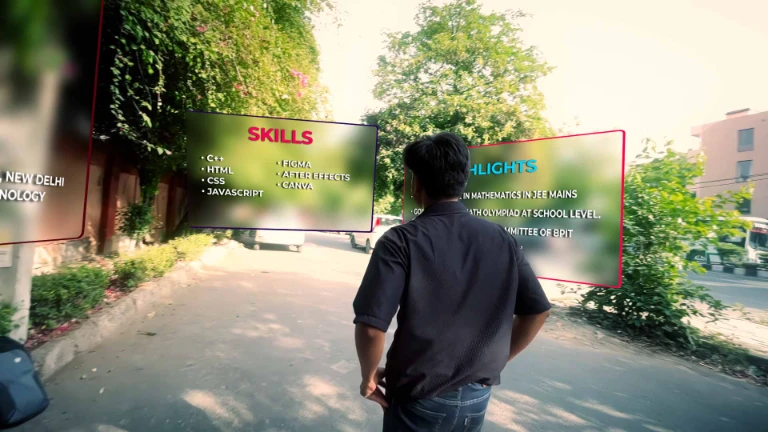 , NEW DELHI
NOLOGY
SKILLS
• C++
• HTML
• CSS
• JAVASCRIPT
• FIGMA
• AFTER EFFECTS
• CANVA
HLIGHTS
IN MATHEMATICS IN JEE MAINS
ATH OLYMPIAD AT SCHOOL LEVEL.
MMITTEE OF BPIT